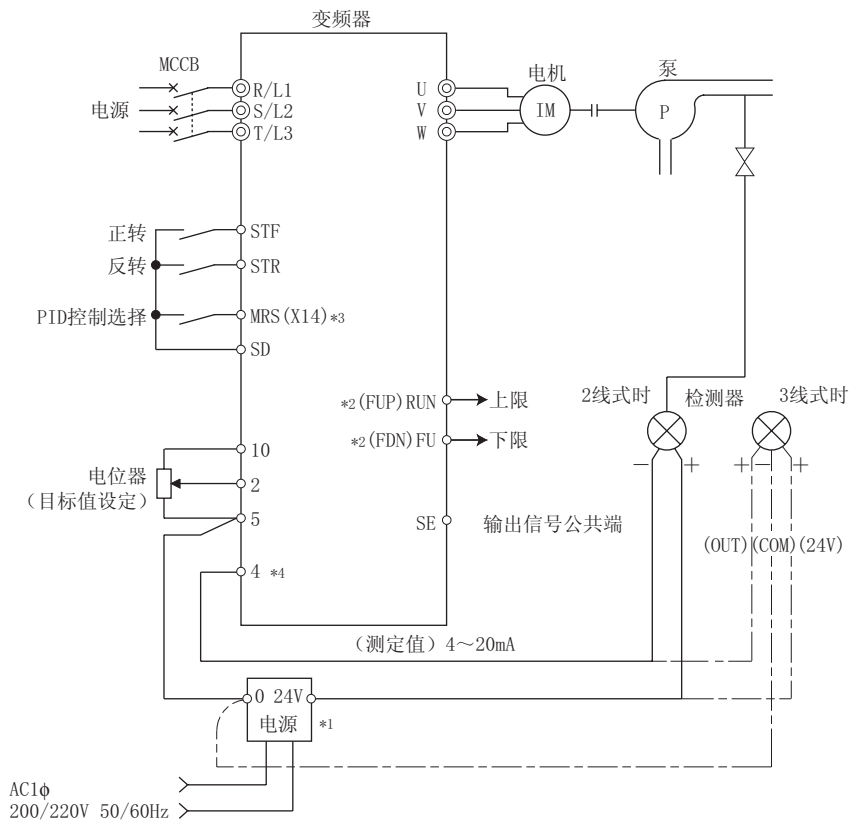 变频器
MCCB
电源
R/L1
S/L2
T/L3
U
V
W
电机
IM
泵
P
正转
STF
反转
STR
PID控制选择
MRS(X14)*3
SD
*2(FUP)RUN
上限
*2(FDN)FU
下限
2线式时
检测器
3线式时
10
电位器
(目标值设定)
2
5
SE
输出信号公共端
− + + − +
(OUT)(COM)(24V)
4 *4
(测定值)4～20mA
0 24V
电源
*1
AC1ϕ
200/220V 50/60Hz